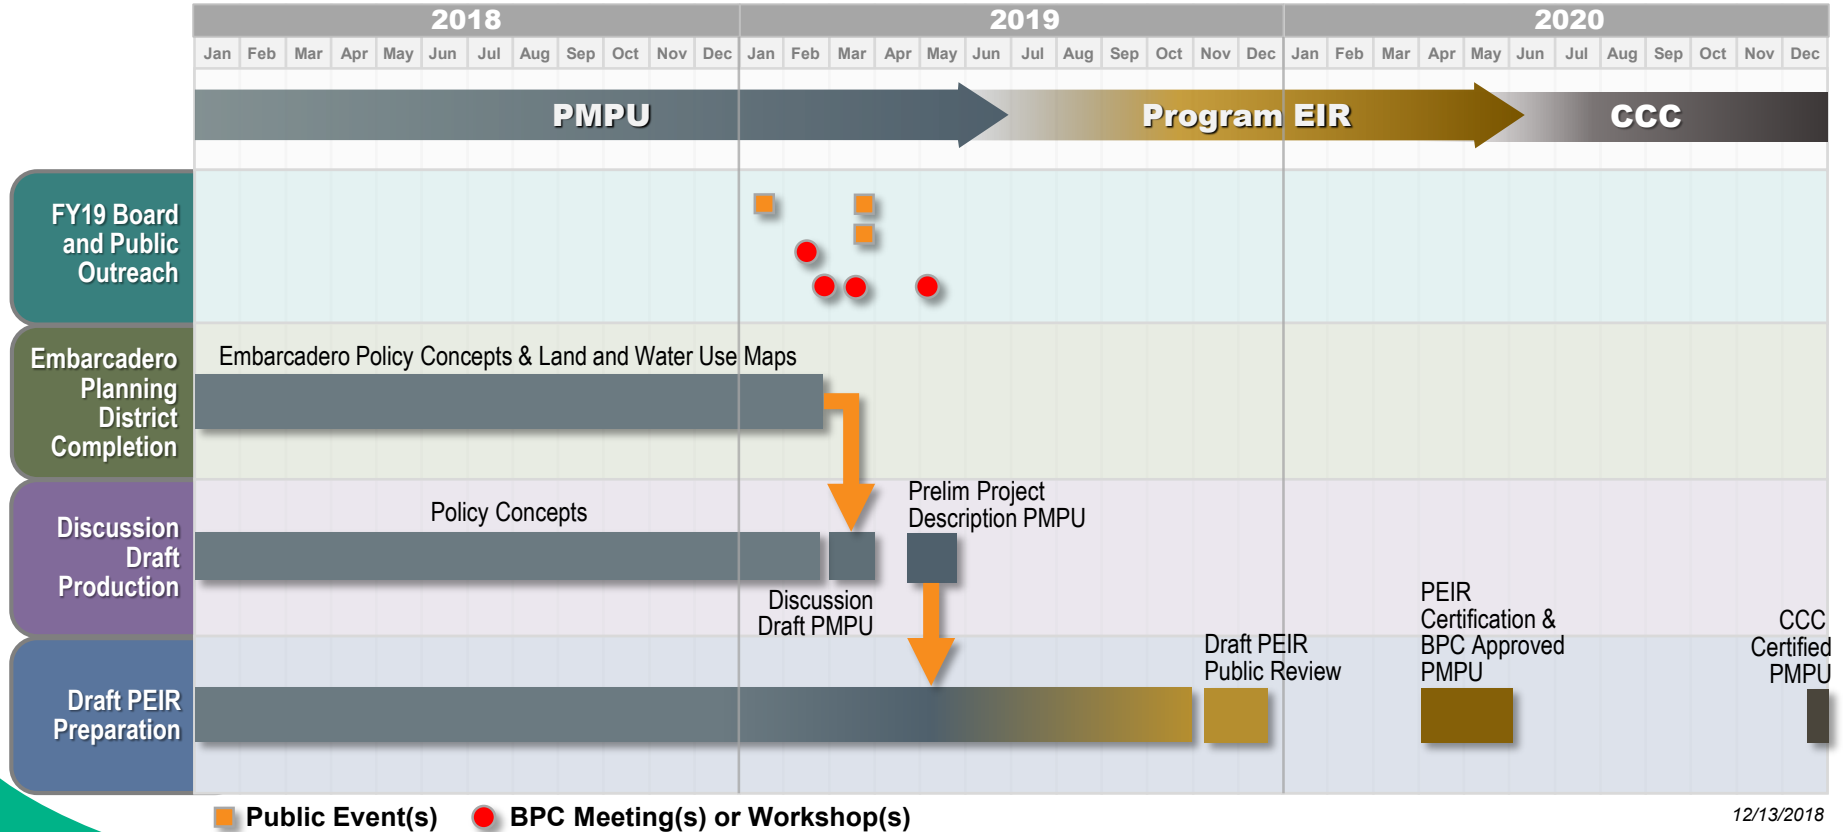 2018 2019 2020
Jan Feb Mar Apr May Jun Jul Aug Sep Oct Nov Dec Jan Feb Mar Apr May Jun Jul Aug Sep Oct Nov Dec Jan Feb Mar Apr May Jun Jul Aug Sep Oct Nov Dec
PMPU Program EIR CCC
FY19 Board
and Public
Outreach
Embarcadero
Planning
District
Completion
Embarcadero Policy Concepts & Land and Water Use Maps
Discussion
Draft
Production
Policy Concepts
Discussion
Draft PMPU
Prelim Project
Description PMPU
Draft PEIR
Preparation
Draft PEIR
Public Review
PEIR
Certification &
BPC Approved
PMPU
CCC
Certified
PMPU
Public Event(s) BPC Meeting(s) or Workshop(s)
12/13/2018